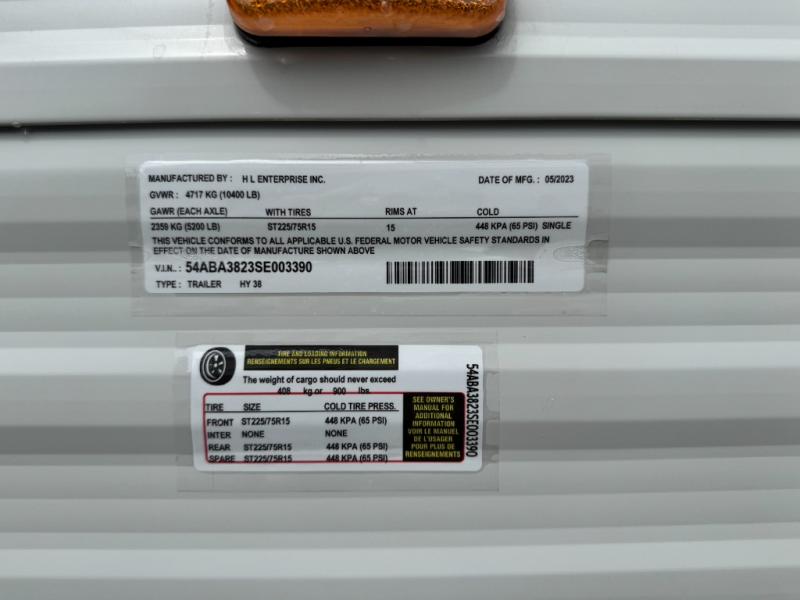 MANUFACTURED BY : H L ENTERPRISE INC. DATE OF MFG. : 05/2023
GVWR : 4717 KG (10400 LB)
GAWR (EACH AXLE) WITH TIRES RIMS AT COLD
2359 KG (5200 LB) ST225/75R15 15 448 KPA (65 PSI) SINGLE
THIS VEHICLE CONFORMS TO ALL APPLICABLE U.S. FEDERAL MOTOR VEHICLE SAFETY STANDARDS IN
EFFECT ON THE DATE OF MANUFACTURE SHOWN ABOVE
V.I.N.. : 54ABA3823SE003390
TYPE : TRAILER HY 38
TIRE AND LOADING INFORMATION
RENSEIGNEMENTS SUR LES PNEUS ET LE CHARGEMENT
The weight of cargo should never exceed
408 kg or 900 lbs.
TIRE SIZE COLD TIRE PRESS.
FRONT ST225/75R15 448 KPA (65 PSI)
INTER NONE NONE
REAR ST225/75R15 448 KPA (65 PSI)
SPARE ST225/75R15 448 KPA (65 PSI)
SEE OWNER'S
MANUAL FOR
ADDITIONAL
INFORMATION
VOIR LE MANUEL
DE L'USAGER
POUR PLUS DE
RENSEIGNEMENTS
54ABA3823SE003390